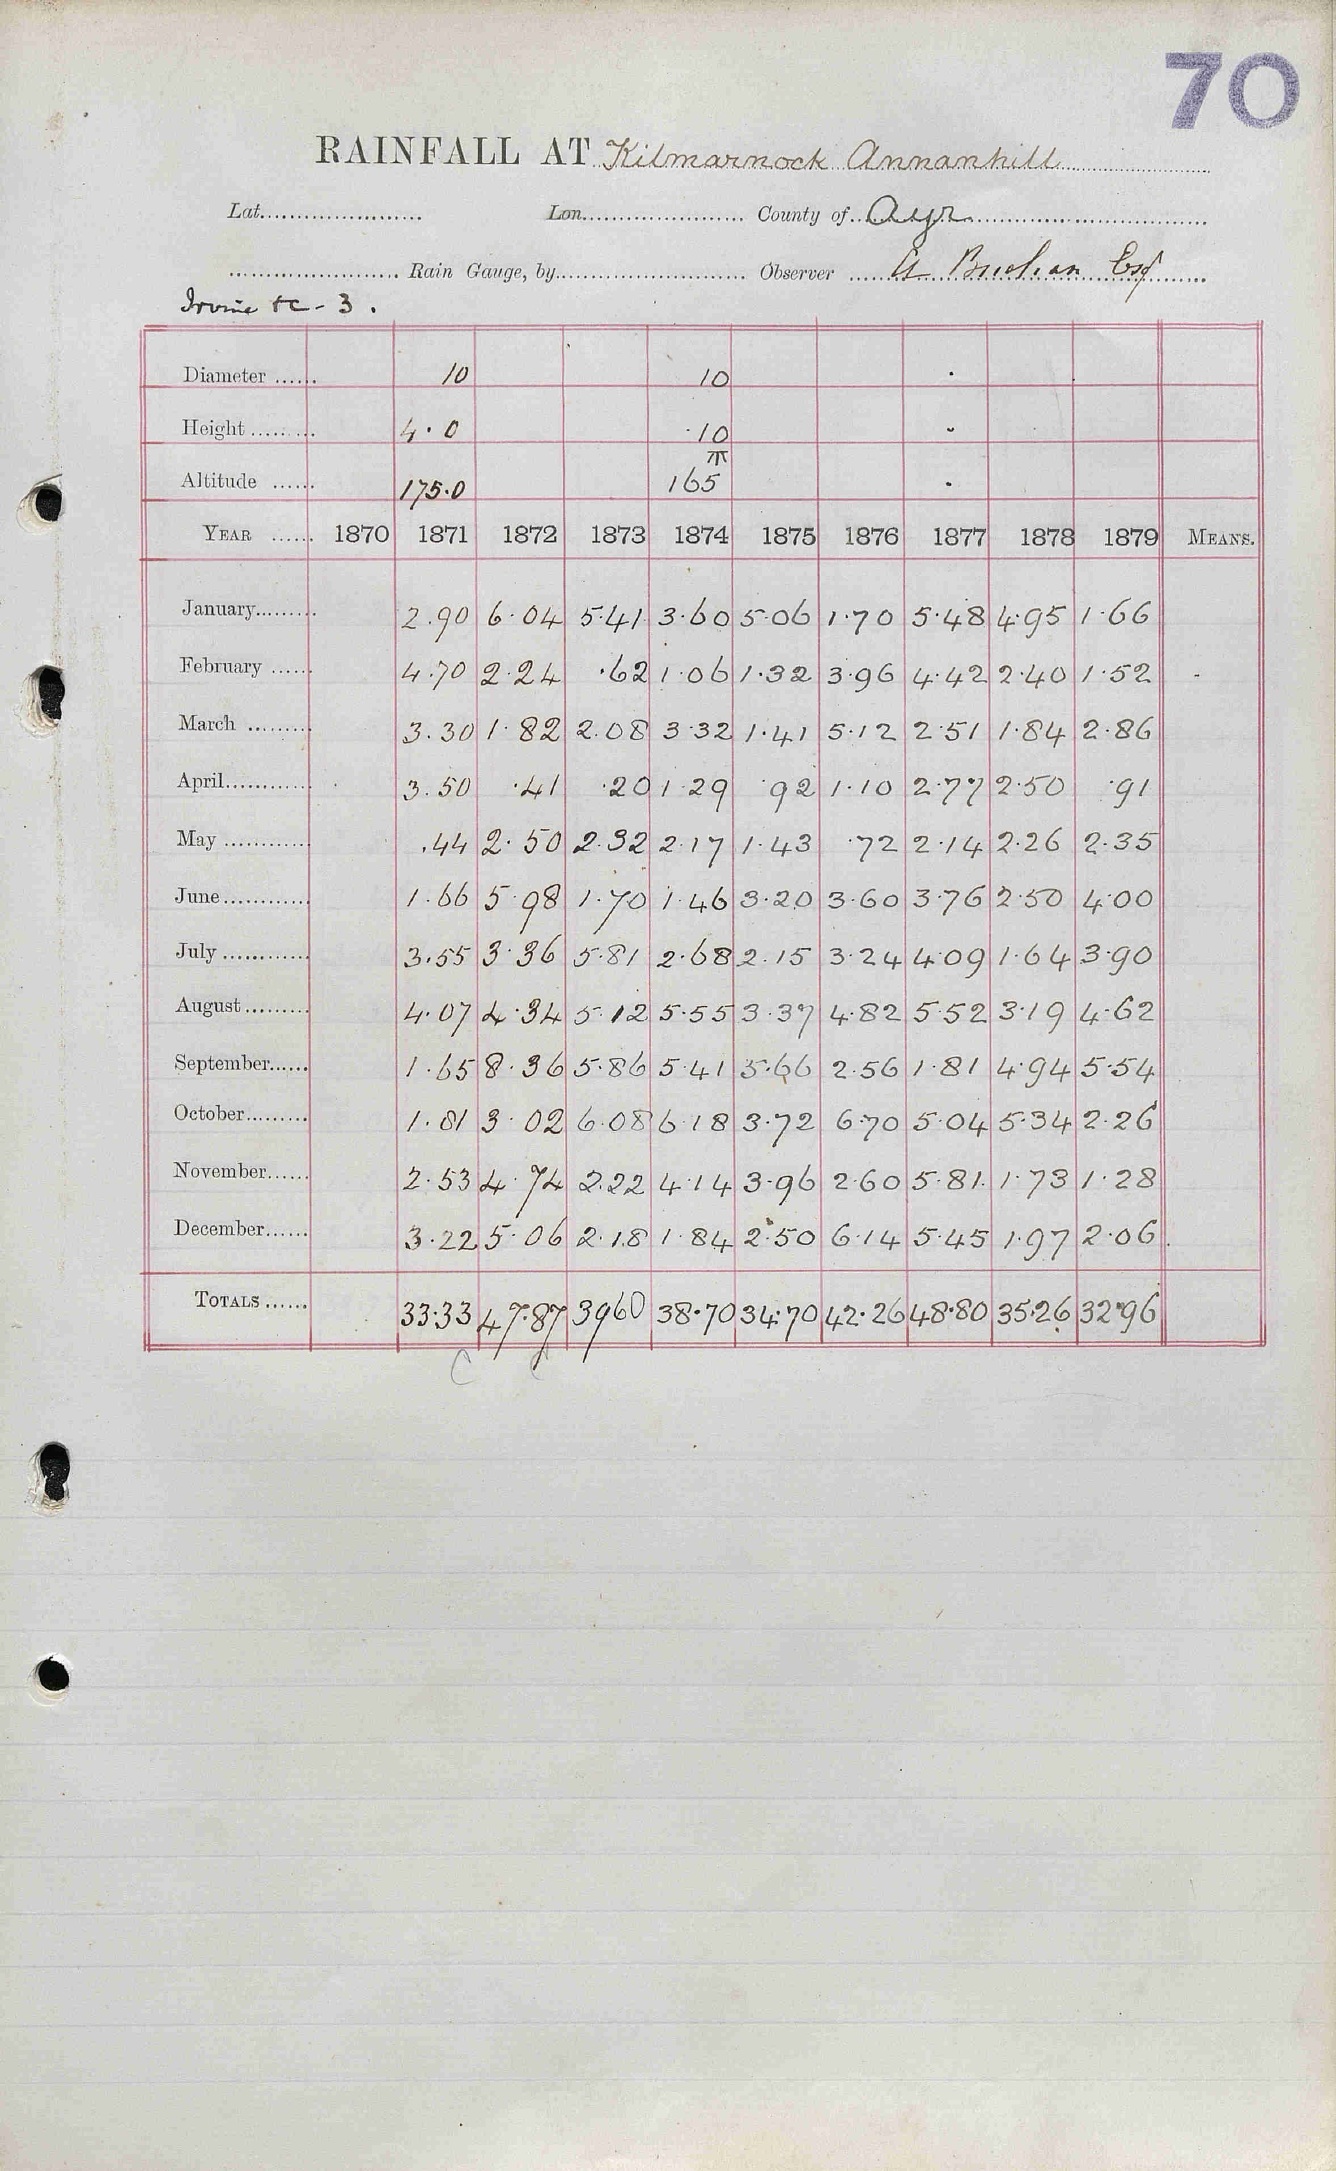 70
RAINFALL AT Kilmarnock Annanhill
Lat. Lon. County of Ayr
Rain Gauge, by Observer Esq
Irvine &c - 3.
Diameter 10 10
Height 4.0 .10
Altitude 175.0 165
YEAR 1870 1871 1872 1873 1874 1875 1876 1877 1878 1879 MEANS.
January 2.90 6.04 5.41 3.60 5.06 1.70 5.48 4.95 1.66
February 4.70 2.24 .62 1.06 1.32 3.96 4.42 2.40 1.52
March 3.30 1.82 2.08 3.32 1.41 5.12 2.51 1.84 2.86
April 3.50 .41 .20 1.29 .92 1.10 2.77 2.50 .91
May .44 2.50 2.32 2.17 1.43 .72 2.14 2.26 2.35
June 1.66 5.98 1.70 1.46 3.20 3.60 3.76 2.50 4.00
July 3.55 3.36 5.81 2.68 2.15 3.24 4.09 1.64 3.90
August 4.07 4.34 5.12 5.55 3.37 4.82 5.52 3.19 4.62
September 1.65 8.36 5.86 5.41 5.66 2.56 1.81 4.94 5.54
October 1.81 3.02 6.08 6.18 3.72 6.70 5.04 5.34 2.26
November 2.53 4.74 2.22 4.14 3.96 2.60 5.81 1.73 1.28
December 3.22 5.06 2.18 1.84 2.50 6.14 5.45 1.97 2.06
TOTALS 33.33 47.87 3960 38.70 34.70 42.26 48.80 35.26 32.96